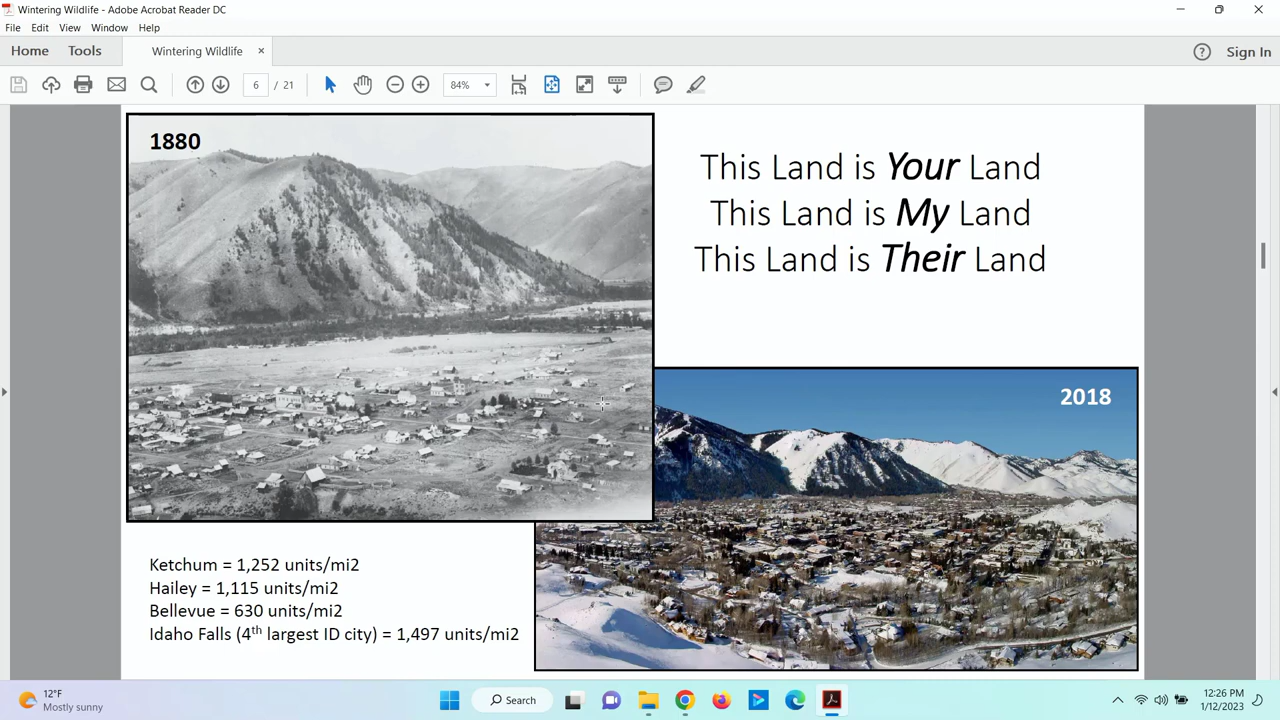 Wintering Wildlife - Adobe Acrobat Reader DC
File Edit View Window Help
Home Tools Wintering Wildlife × Sign In
6 / 21 84%
1880
This Land is Your Land
This Land is My Land
This Land is Their Land
2018
Ketchum = 1,252 units/mi2
Hailey = 1,115 units/mi2
Bellevue = 630 units/mi2
Idaho Falls (4th largest ID city) = 1,497 units/mi2
12°F
Mostly sunny
Search
12:26 PM
1/12/2023